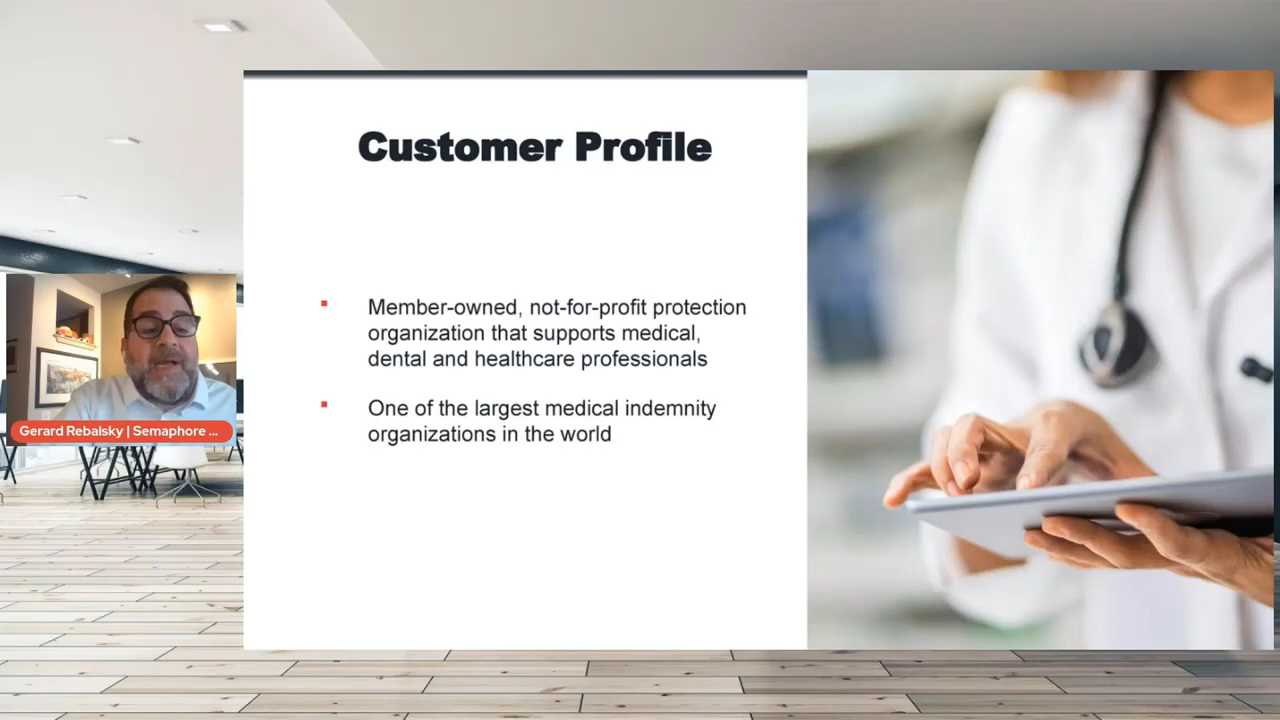 Customer Profile
Member-owned, not-for-profit protection
organization that supports medical,
dental and healthcare professionals
One of the largest medical indemnity
organizations in the world
Gerard Rebalsky | Semaphore ...